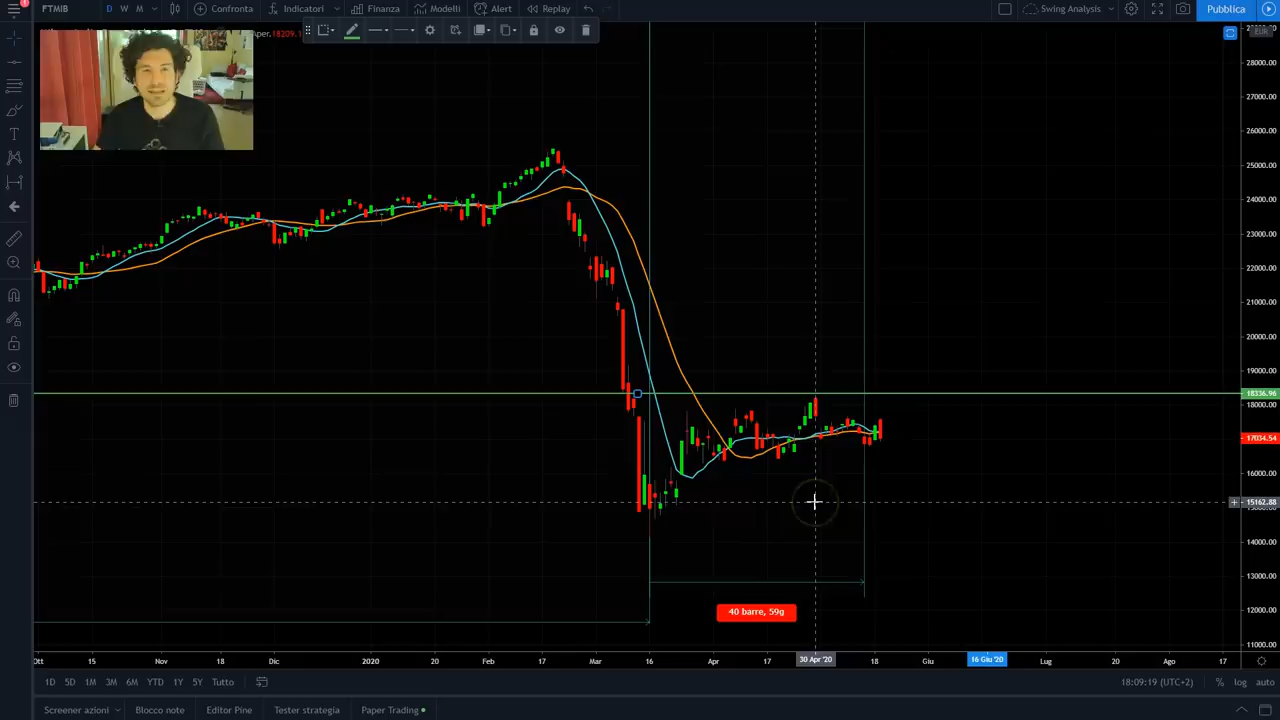 FTMIB D W M Confronta Indicatori Finanza Modelli Alert Replay Swing Analysis Pubblica
Aper.18209.1
EUR
28000.00
27000.00
26000.00
25000.00
24000.00
23000.00
22000.00
21000.00
20000.00
19000.00
18336.96
18000.00
17034.54
16000.00
15162.88
14000.00
13000.00
12000.00
11000.00
40 barre, 59g
Ott 15 Nov 18 Dic 2020 20 Feb 17 Mar 16 Apr 17 30 Apr '20 18 Giu 16 Giu '20 Lug 20 Ago 17
1D 5D 1M 3M 6M YTD 1Y 5Y Tutto 18:09:19 (UTC+2) % log auto
Screener azioni Blocco note Editor Pine Tester strategia Paper Trading